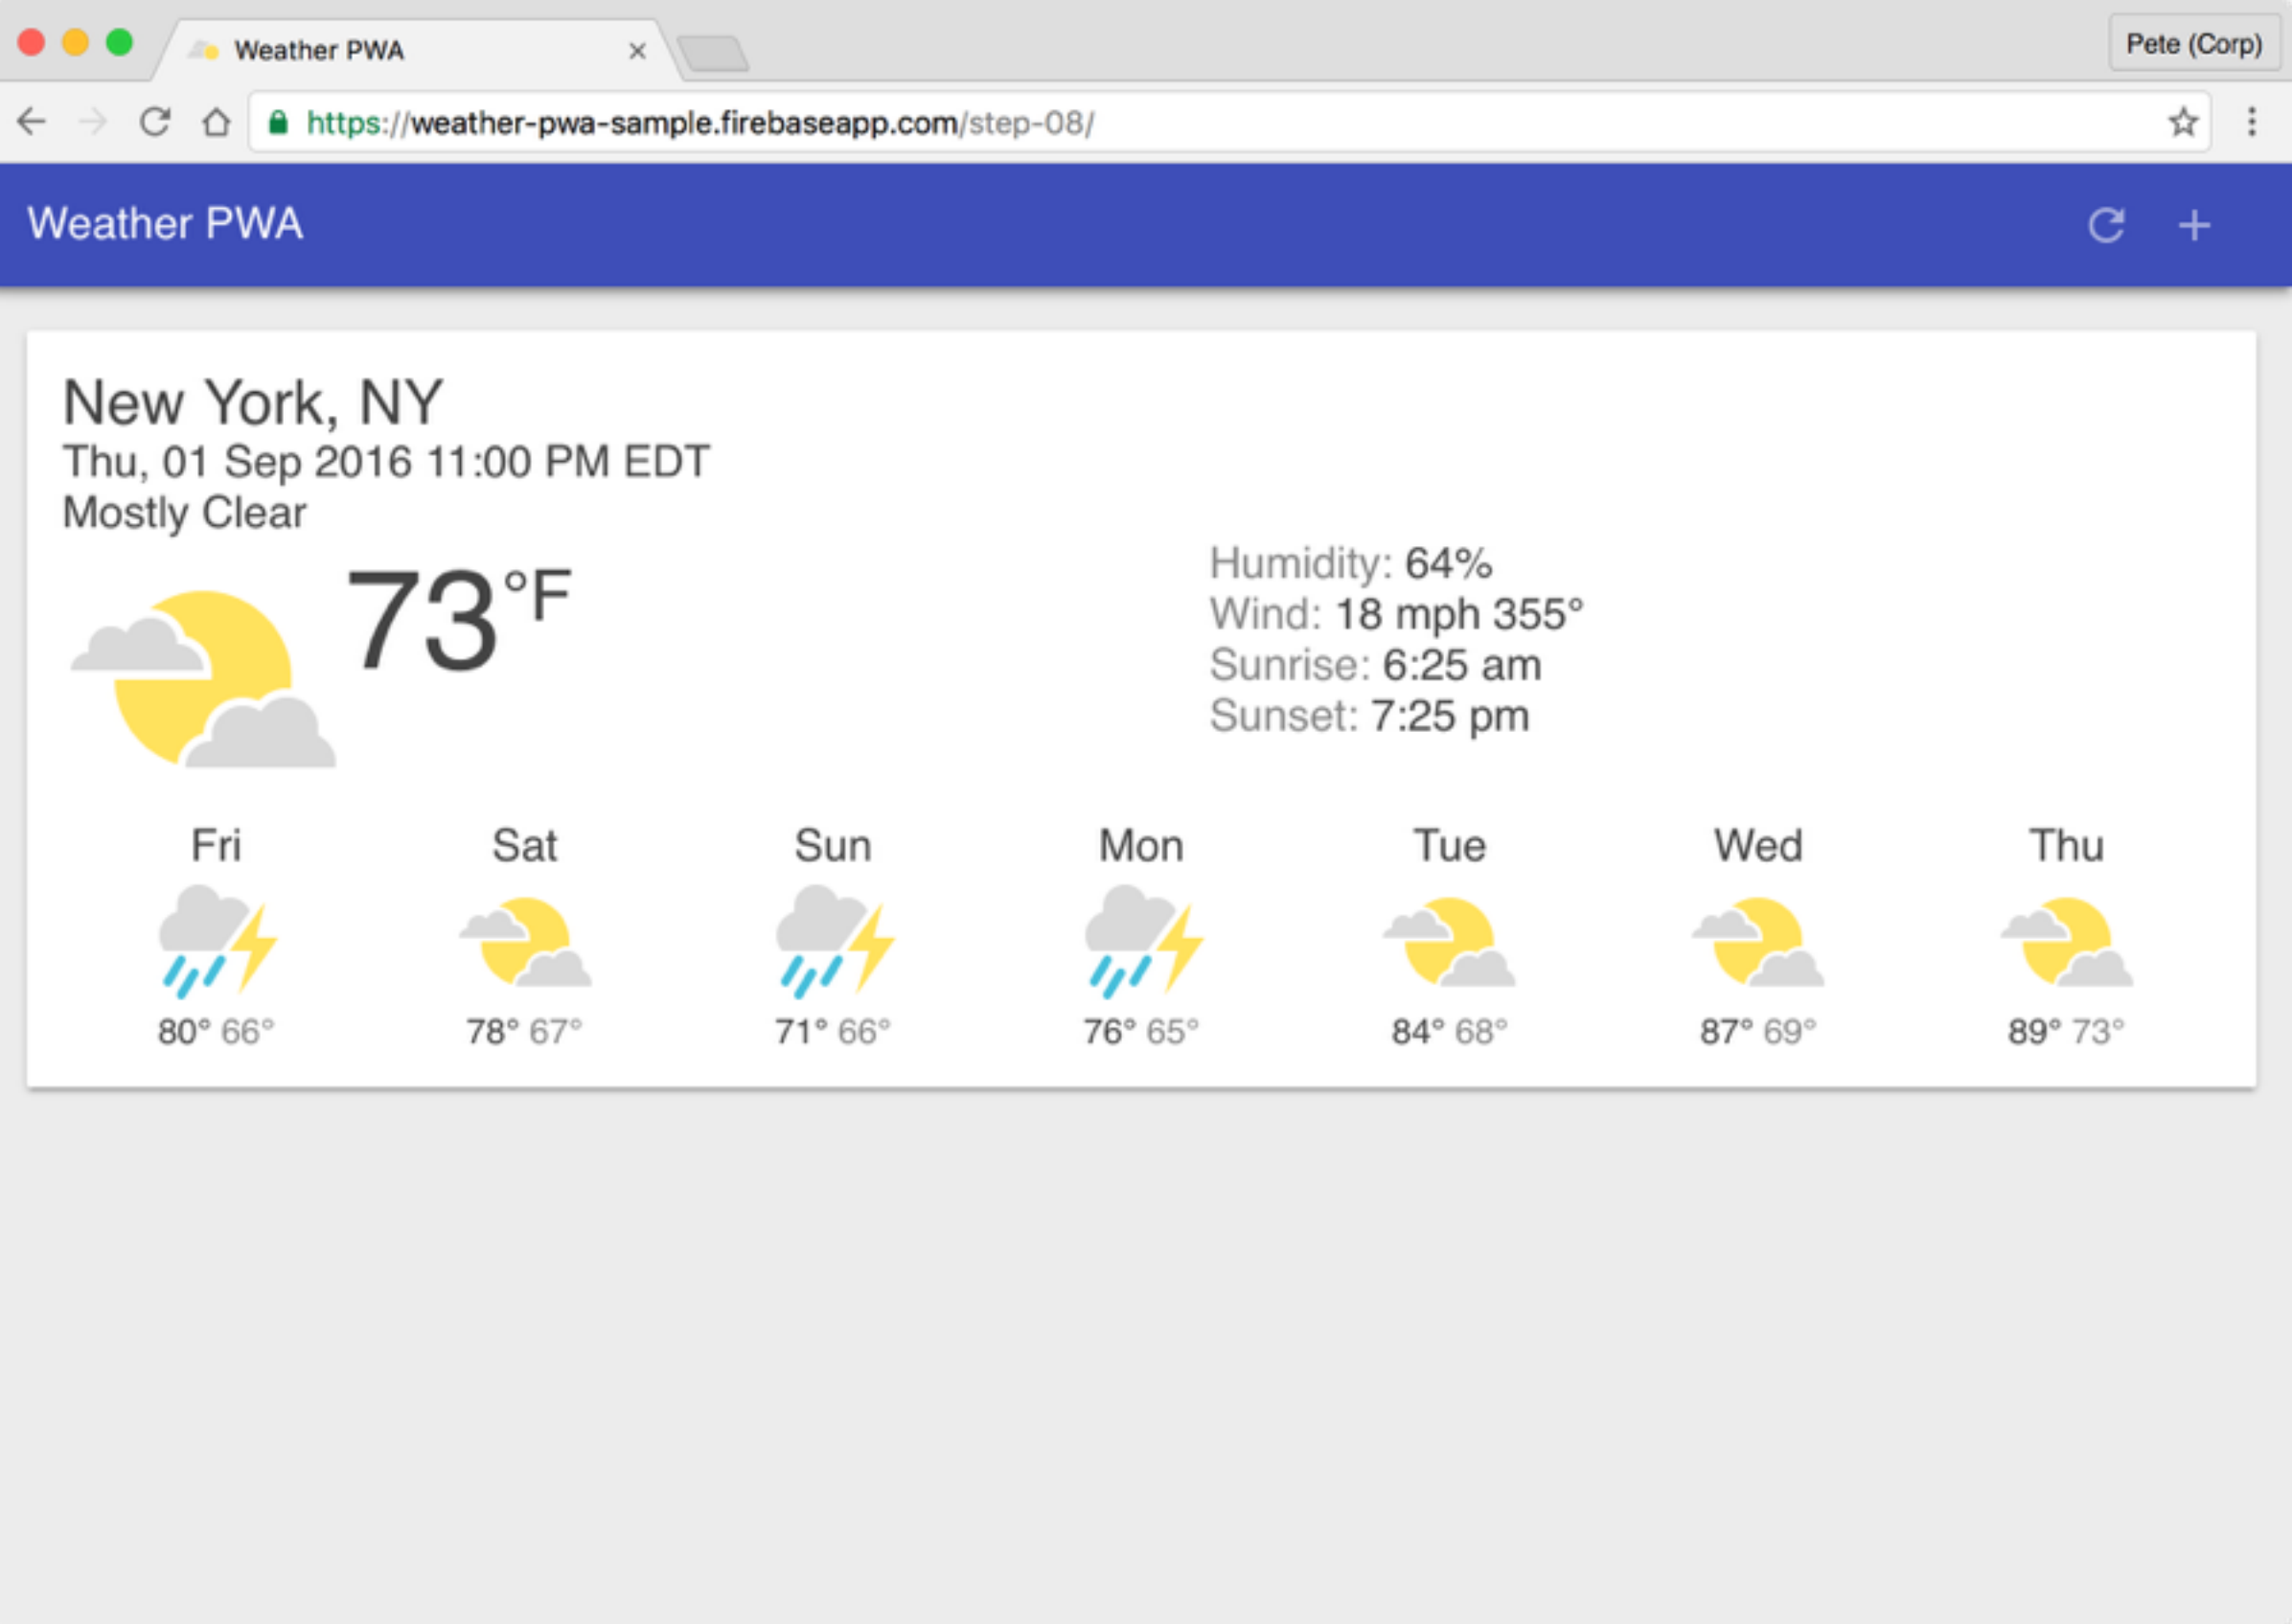 Weather PWA
Pete (Corp)
https://weather-pwa-sample.firebaseapp.com/step-08/
Weather PWA
New York, NY
Thu, 01 Sep 2016 11:00 PM EDT
Mostly Clear
73°F
Humidity: 64%
Wind: 18 mph 355°
Sunrise: 6:25 am
Sunset: 7:25 pm
Fri Sat Sun Mon Tue Wed Thu
80° 66° 78° 67° 71° 66° 76° 65° 84° 68° 87° 69° 89° 73°